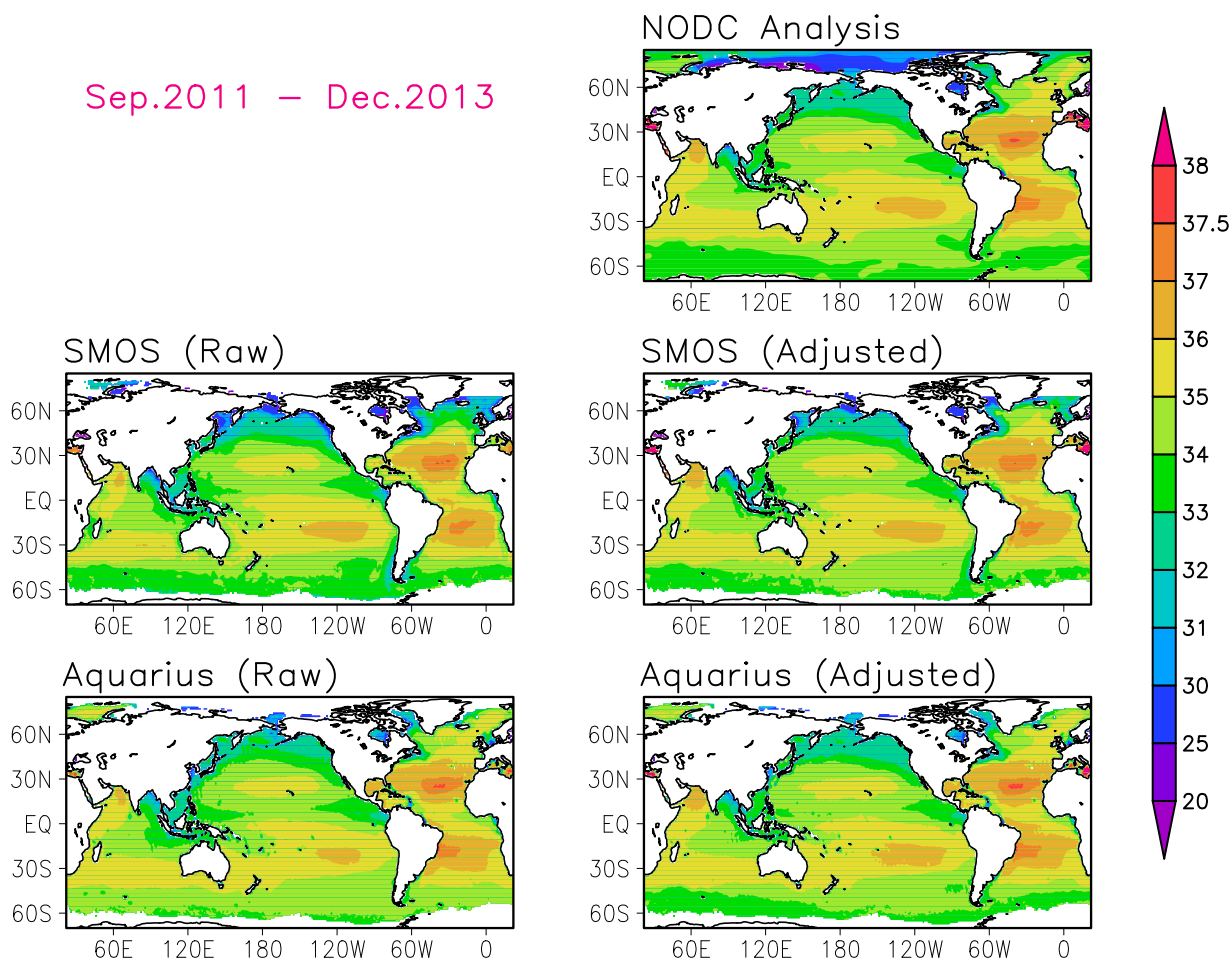 NODC Analysis
Sep.2011 – Dec.2013
60N
30N
EQ
30S
60S
60E 120E 180 120W 60W 0
38
37.5
37
36
35
34
33
32
31
30
25
20
SMOS (Raw)
60N
30N
EQ
30S
60S
60E 120E 180 120W 60W 0
SMOS (Adjusted)
60N
30N
EQ
30S
60S
60E 120E 180 120W 60W 0
Aquarius (Raw)
60N
30N
EQ
30S
60S
60E 120E 180 120W 60W 0
Aquarius (Adjusted)
60N
30N
EQ
30S
60S
60E 120E 180 120W 60W 0